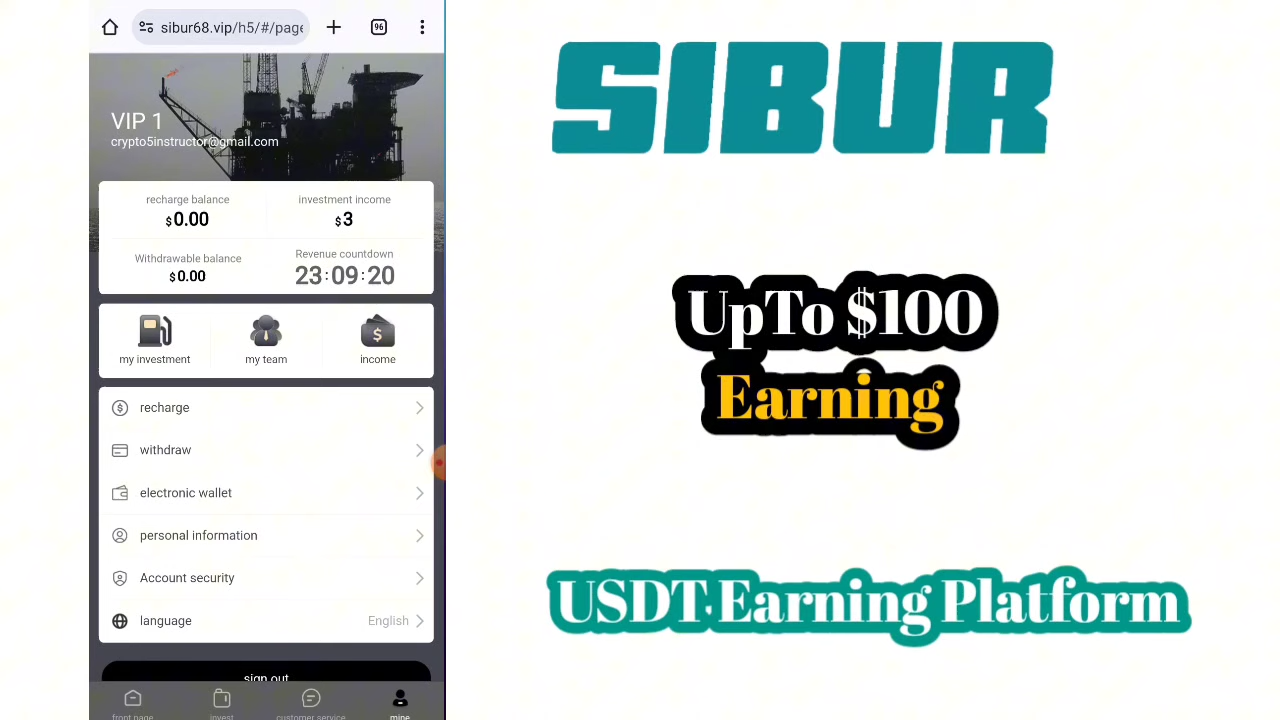 sibur68.vip/h5/#/page
96
VIP 1
crypto5instructor@gmail.com
recharge balance
$0.00
investment income
$3
Withdrawable balance
$0.00
Revenue countdown
23:09:20
my investment
my team
income
recharge
withdraw
electronic wallet
personal information
Account security
language
English
sign out
front page
invest
customer service
mine
SIBUR
UpTo $100
Earning
USDT Earning Platform